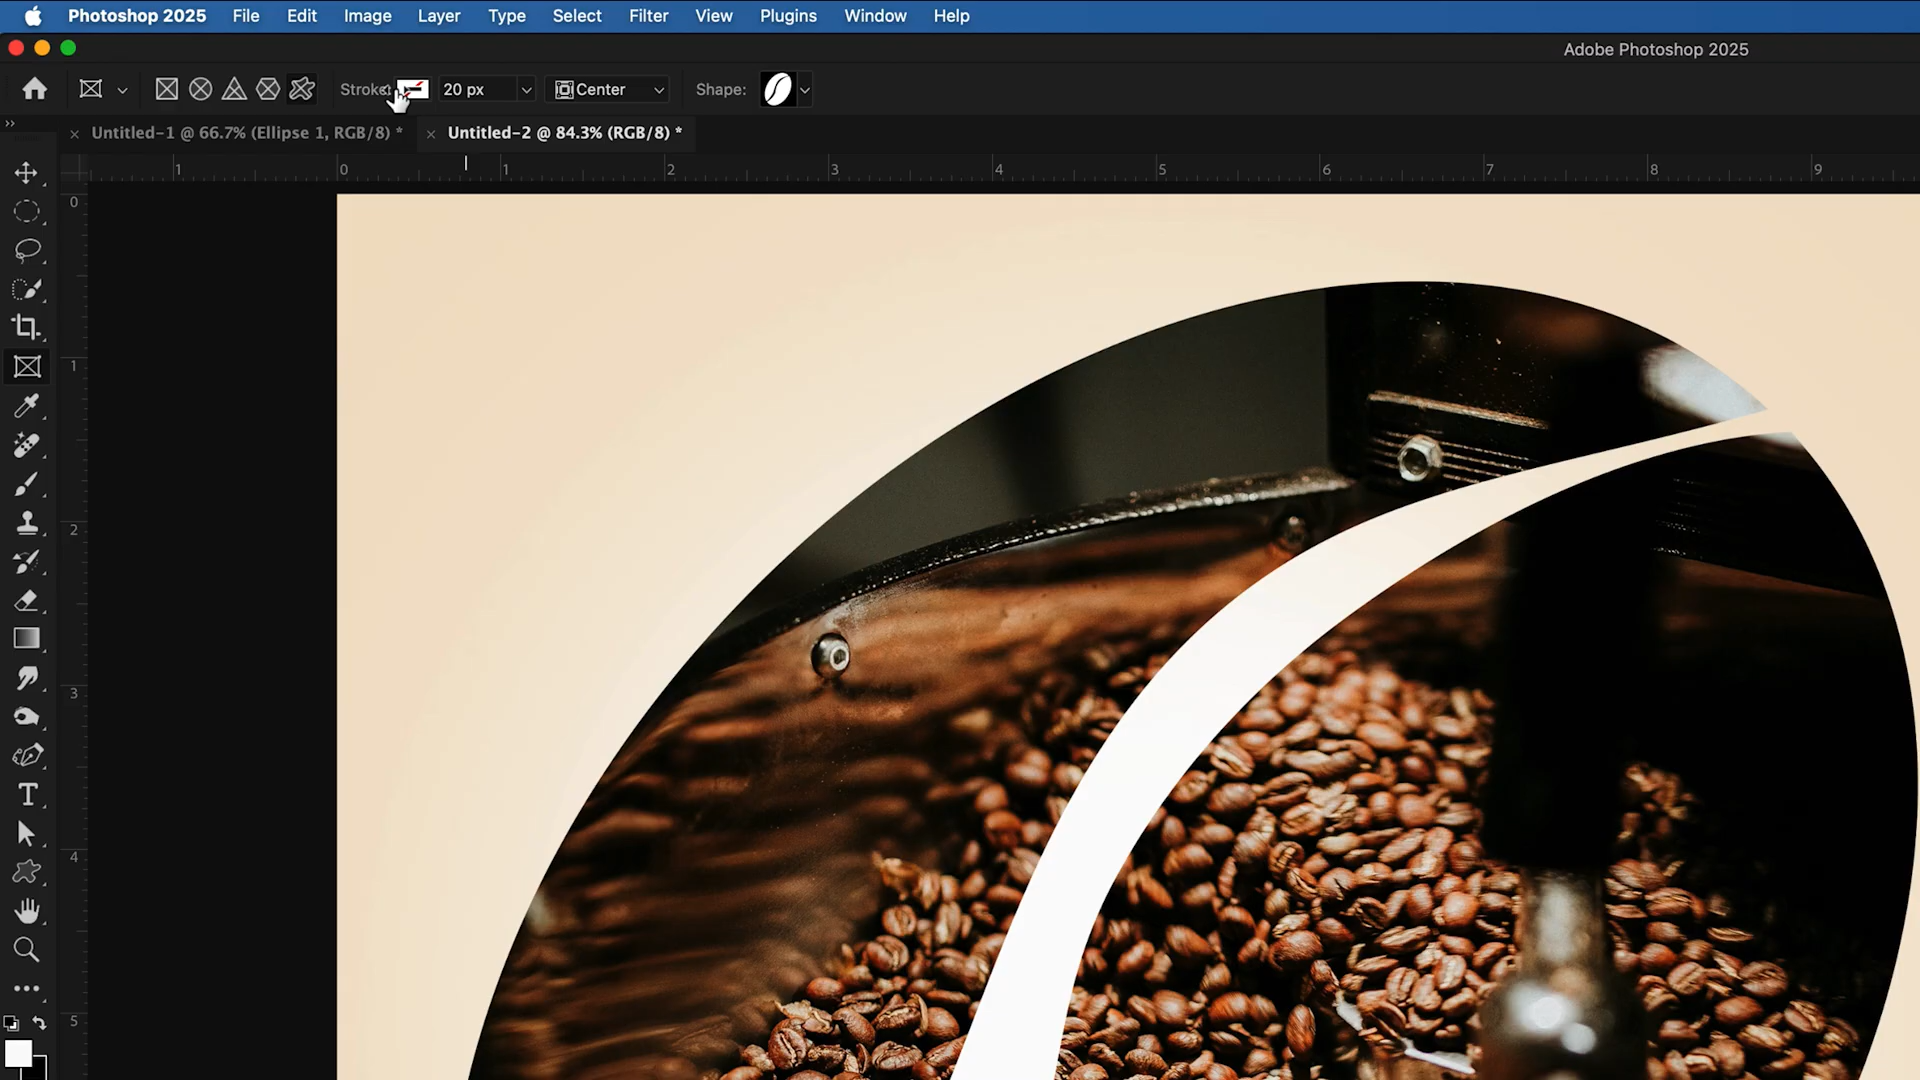 Photoshop 2025 File Edit Image Layer Type Select Filter View Plugins Window Help
Adobe Photoshop 2025
Stroke: 20 px Center Shape:
Untitled-1 @ 66.7% (Ellipse 1, RGB/8) * Untitled-2 @ 84.3% (RGB/8) *
1 0 1 2 3 4 5 6 7 8 9
0
1
2
3
4
5